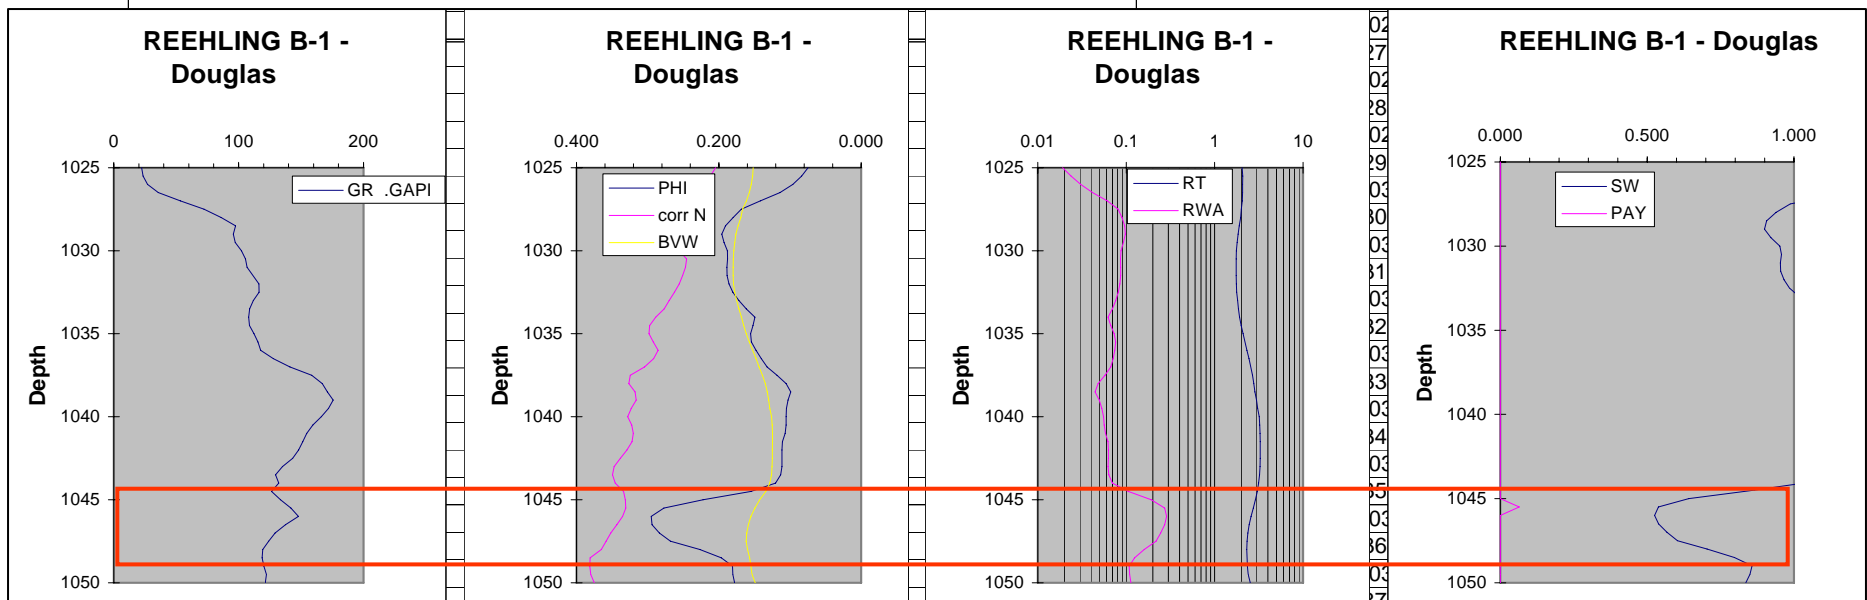 REEHLING B-1 -
Douglas
0 100 200
1025
1030
1035
1040
1045
1050
Depth
GR .GAPI
REEHLING B-1 -
Douglas
0.400 0.200 0.000
1025
1030
1035
1040
1045
1050
Depth
PHI
corr N
BVW
REEHLING B-1 -
Douglas
0.01 0.1 1 10
1025
1030
1035
1040
1045
1050
Depth
RT
RWA
REEHLING B-1 - Douglas
0.000 0.500 1.000
1025
1030
1035
1040
1045
1050
Depth
SW
PAY